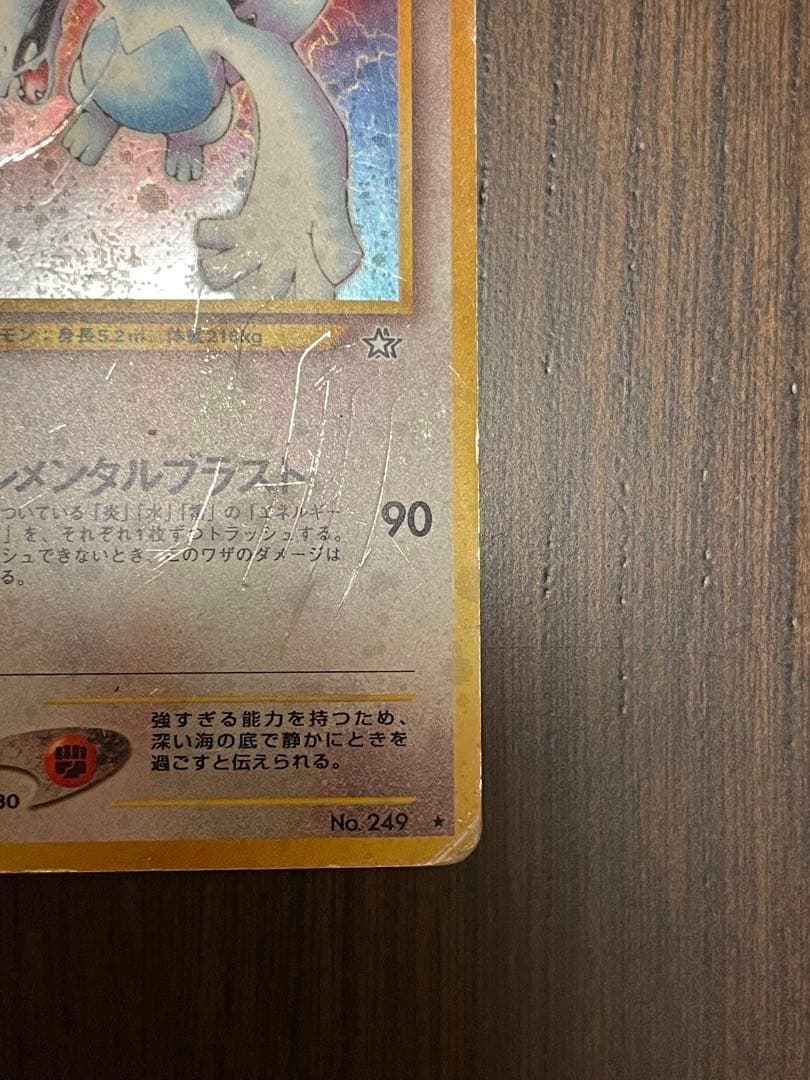 モン：身長5.2m、体重216kg
レメンタルブラスト
ついている「炎」「水」「雷」の「エネルギー
」を、それぞれ1枚ずつトラッシュする。
シュできないとき、このワザのダメージは
る。
90
強すぎる能力を持つため、
深い海の底で静かにときを
過ごすと伝えられる。
30
No. 249 ★